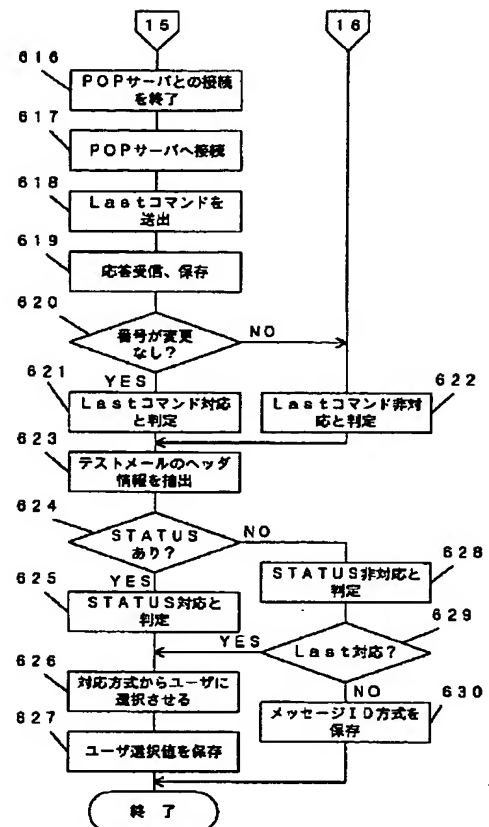 15
16
616
POPサーバとの接続
を終了
617
POPサーバへ接続
618
Lastコマンドを
送出
619
応答受信、保存
620
番号が変更
なし?
NO
YES
621
Lastコマンド対応
と判定
622
Lastコマンド非対
応と判定
623
テストメールのヘッダ
情報を抽出
624
STATUS
あり?
NO
YES
628
STATUS非対応と
判定
625
STATUS対応と
判定
629
Last対応?
YES
NO
626
対応方式からユーザに
選択させる
630
メッセージID方式を
保存
627
ユーザ選択値を保存
終了